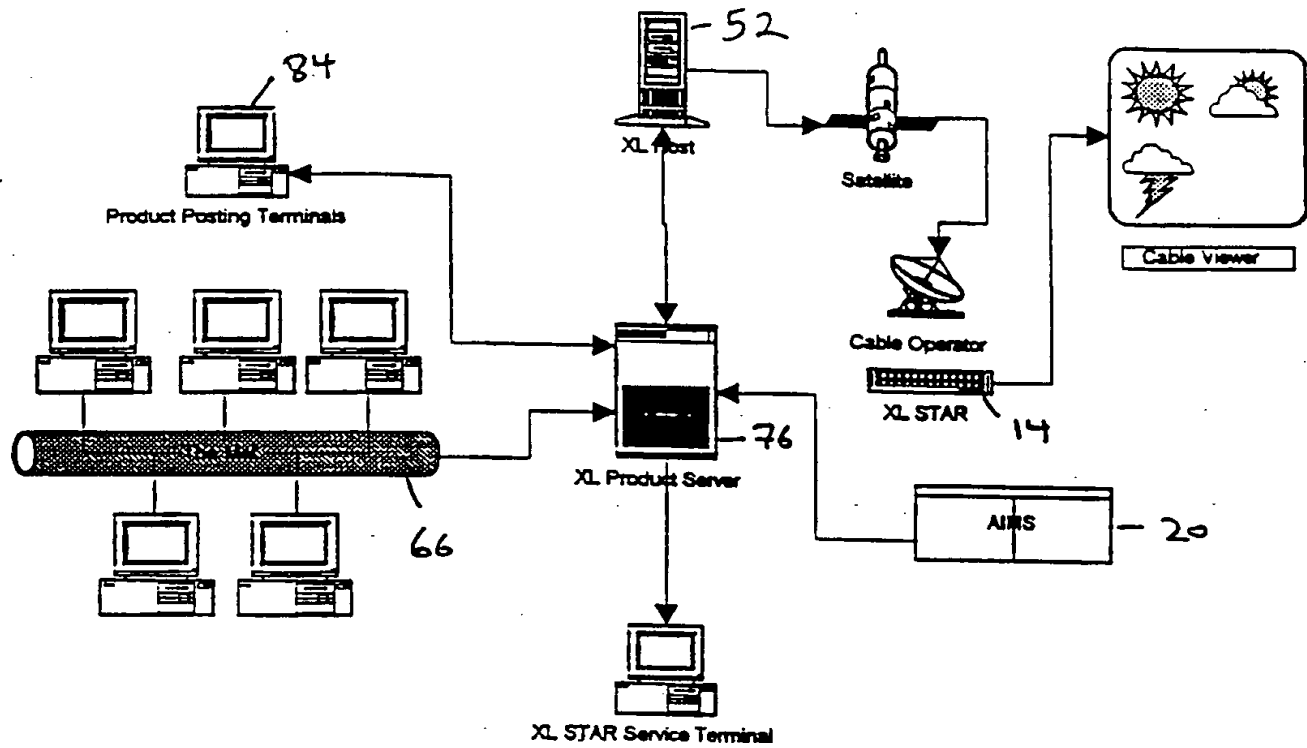 52
84
XL Host
Satellite
Product Posting Terminals
Cable Viewer
Cable Operator
XL STAR
14
76
XL Product Server
66
AIMS
20
XL STAR Service Terminal